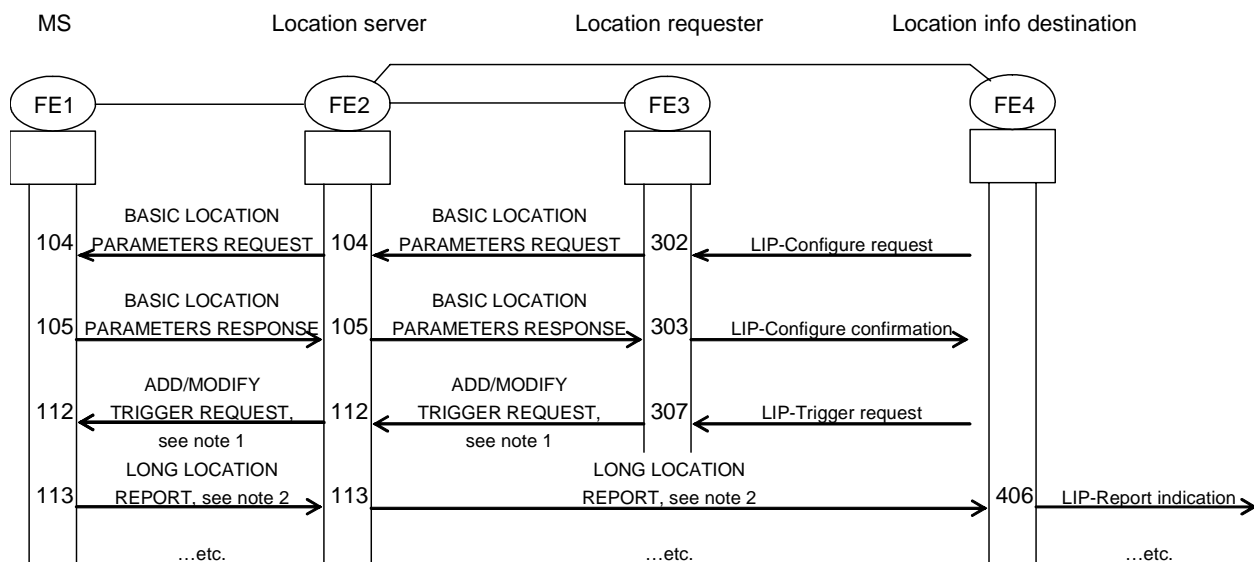 MS
Location server
Location requester
Location info destination
FE1
FE2
FE3
FE4
BASIC LOCATION
PARAMETERS REQUEST
BASIC LOCATION
PARAMETERS REQUEST
104
104
302
LIP-Configure request
BASIC LOCATION
PARAMETERS RESPONSE
BASIC LOCATION
PARAMETERS RESPONSE
105
105
303
LIP-Configure confirmation
ADD/MODIFY
TRIGGER REQUEST,
see note 1
ADD/MODIFY
TRIGGER REQUEST,
see note 1
112
112
307
LIP-Trigger request
LONG LOCATION
REPORT, see note 2
LONG LOCATION
REPORT, see note 2
113
113
406
LIP-Report indication
...etc.
...etc.
...etc.